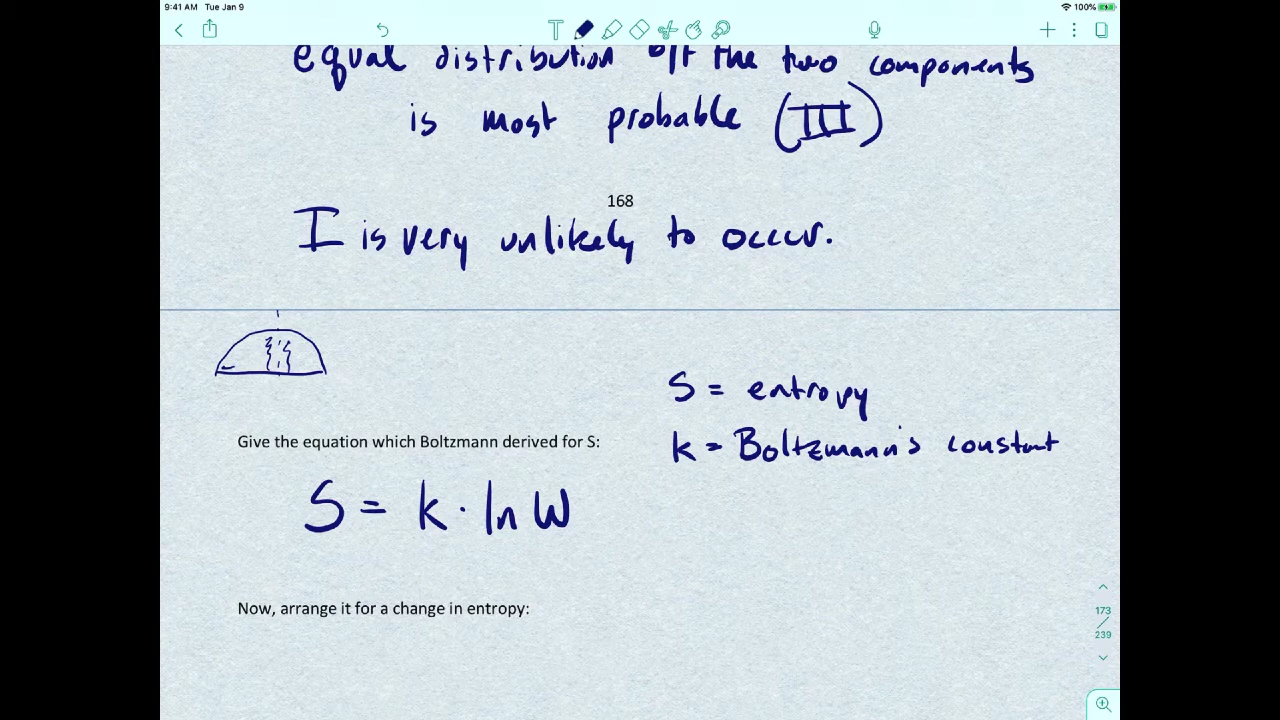 9:41 AM Tue Jan 9
100%
equal distribution b/t the two components
is most probable (III)
168
I is very unlikely to occur.
S = entropy
k = Boltzmann's constant
Give the equation which Boltzmann derived for S:
S = k · ln W
Now, arrange it for a change in entropy:
173
/
239